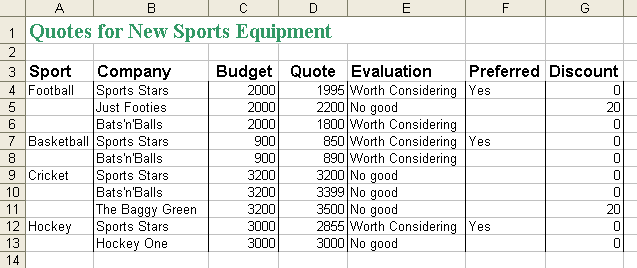 A B C D E F G
1 Quotes for New Sports Equipment
2
3 Sport Company Budget Quote Evaluation Preferred Discount
4 Football Sports Stars 2000 1995 Worth Considering Yes 0
5 Just Footies 2000 2200 No good 20
6 Bats'n'Balls 2000 1800 Worth Considering 0
7 Basketball Sports Stars 900 850 Worth Considering Yes 0
8 Bats'n'Balls 900 890 Worth Considering 0
9 Cricket Sports Stars 3200 3200 No good 0
10 Bats'n'Balls 3200 3399 No good 0
11 The Baggy Green 3200 3500 No good 20
12 Hockey Sports Stars 3000 2855 Worth Considering Yes 0
13 Hockey One 3000 3000 No good 0
14